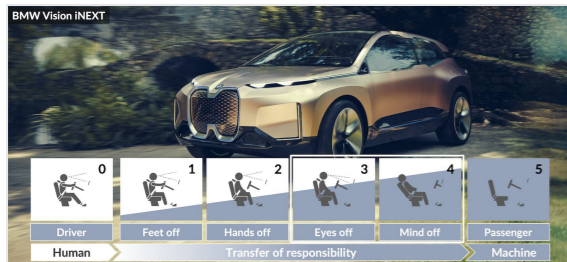 BMW Vision iNEXT
0 1 2 3 4 5
Driver Feet off Hands off Eyes off Mind off Passenger
Human Transfer of responsibility Machine